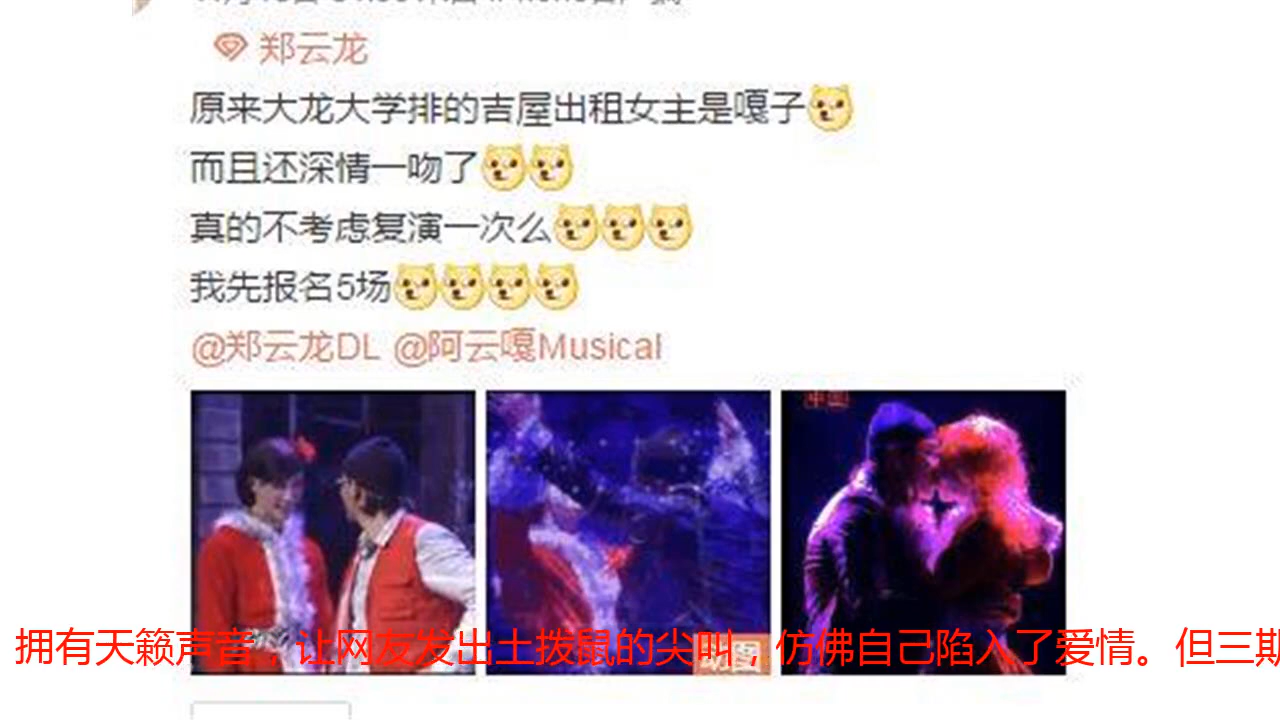 郑云龙
原来大龙大学排的吉屋出租女主是嘎子
而且还深情一吻了
真的不考虑复演一次么
我先报名5场
@郑云龙DL @阿云嘎Musical
动图
拥有天籁声音，让网友发出土拨鼠的尖叫，仿佛自己陷入了爱情。但三期